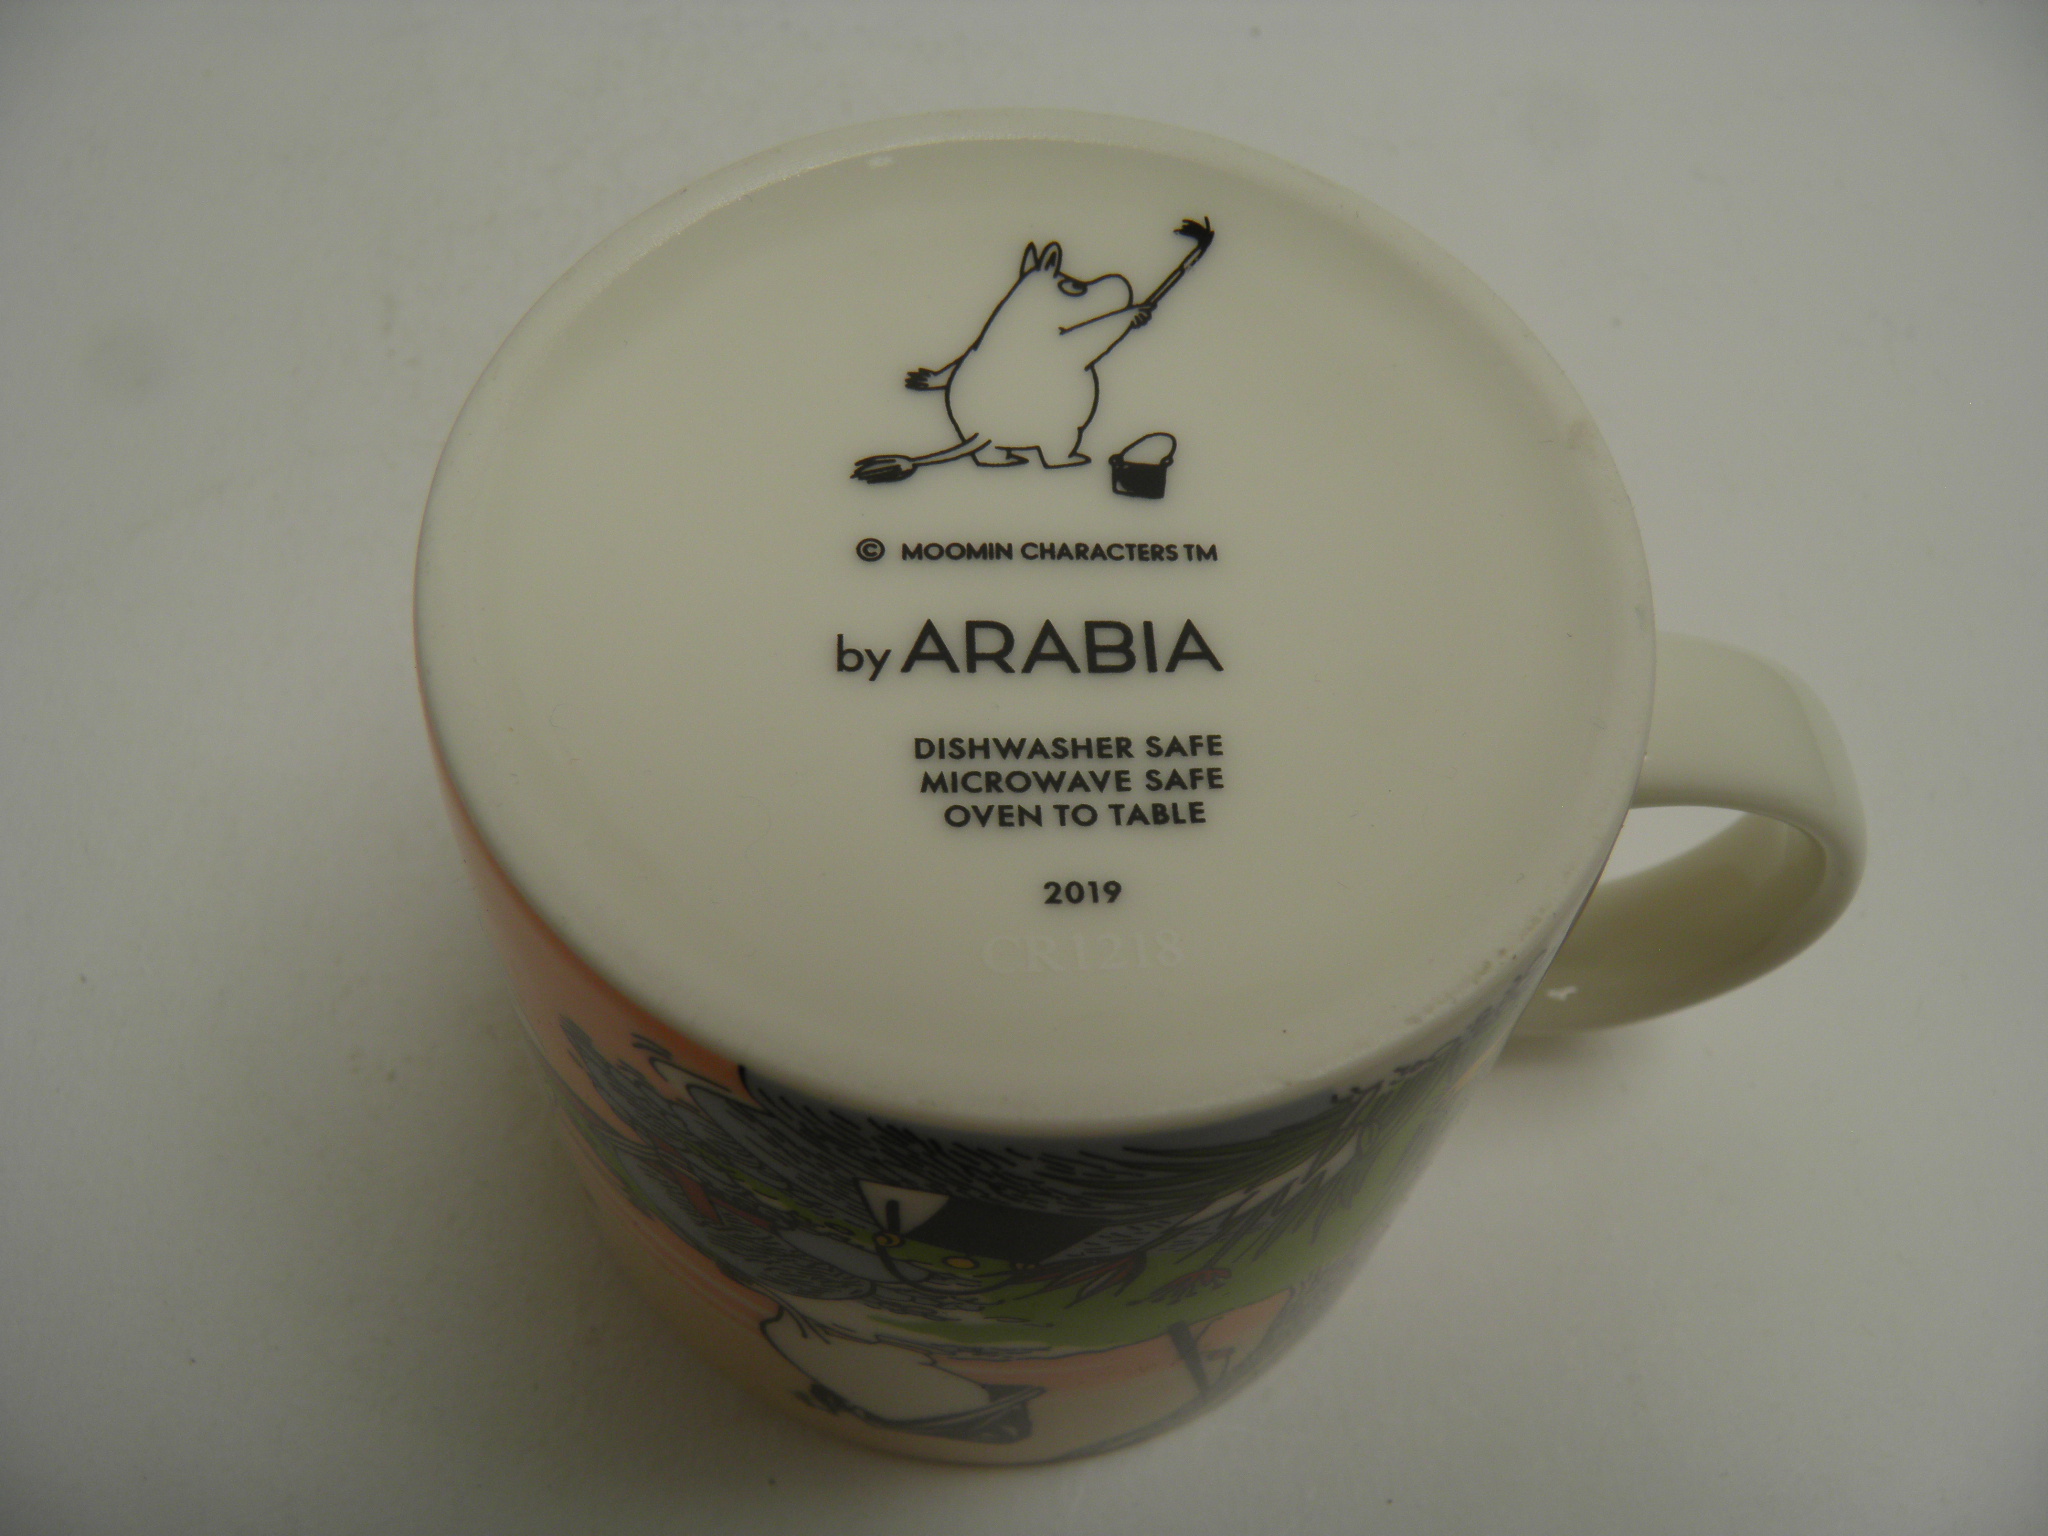 © MOOMIN CHARACTERS TM
by ARABIA
DISHWASHER SAFE
MICROWAVE SAFE
OVEN TO TABLE
2019
CR1218